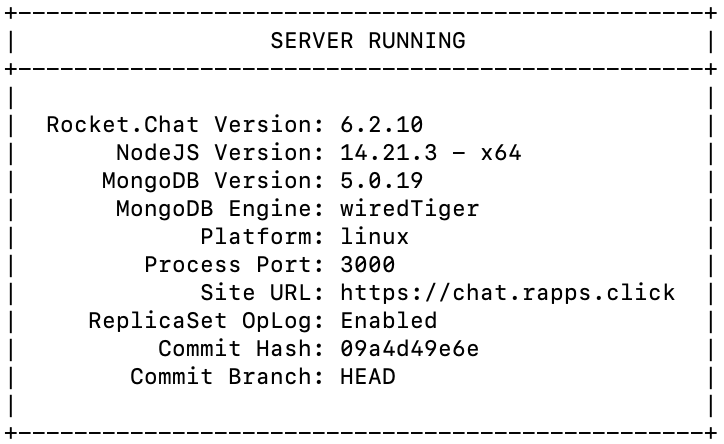 +--------------------------------------------------+
|                  SERVER RUNNING                  |
+--------------------------------------------------+
|                                                  |
|  Rocket.Chat Version: 6.2.10                     |
|       NodeJS Version: 14.21.3 - x64              |
|      MongoDB Version: 5.0.19                     |
|       MongoDB Engine: wiredTiger                 |
|             Platform: linux                      |
|         Process Port: 3000                       |
|             Site URL: https://chat.rapps.click   |
|     ReplicaSet OpLog: Enabled                    |
|          Commit Hash: 09a4d49e6e                 |
|        Commit Branch: HEAD                       |
|                                                  |
+--------------------------------------------------+